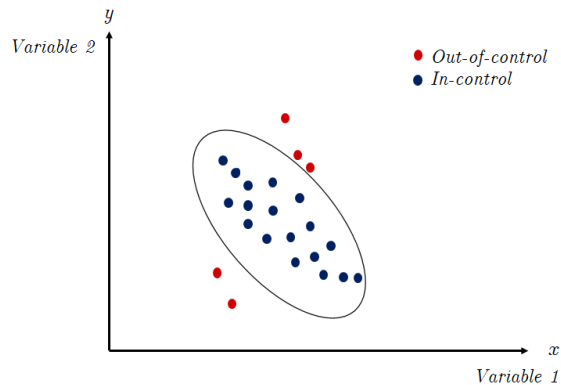 y
Variable 2
Out-of-control
In-control
x
Variable 1